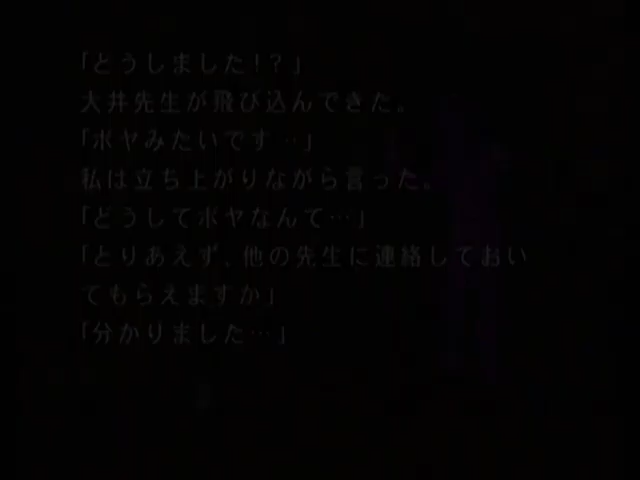 「どうしました！？」
大井先生が飛び込んできた。
「ボヤみたいです…」
私は立ち上がりながら言った。
「どうしてボヤなんて…」
「とりあえず、他の先生に連絡しておい
てもらえますか」
「分かりました…」